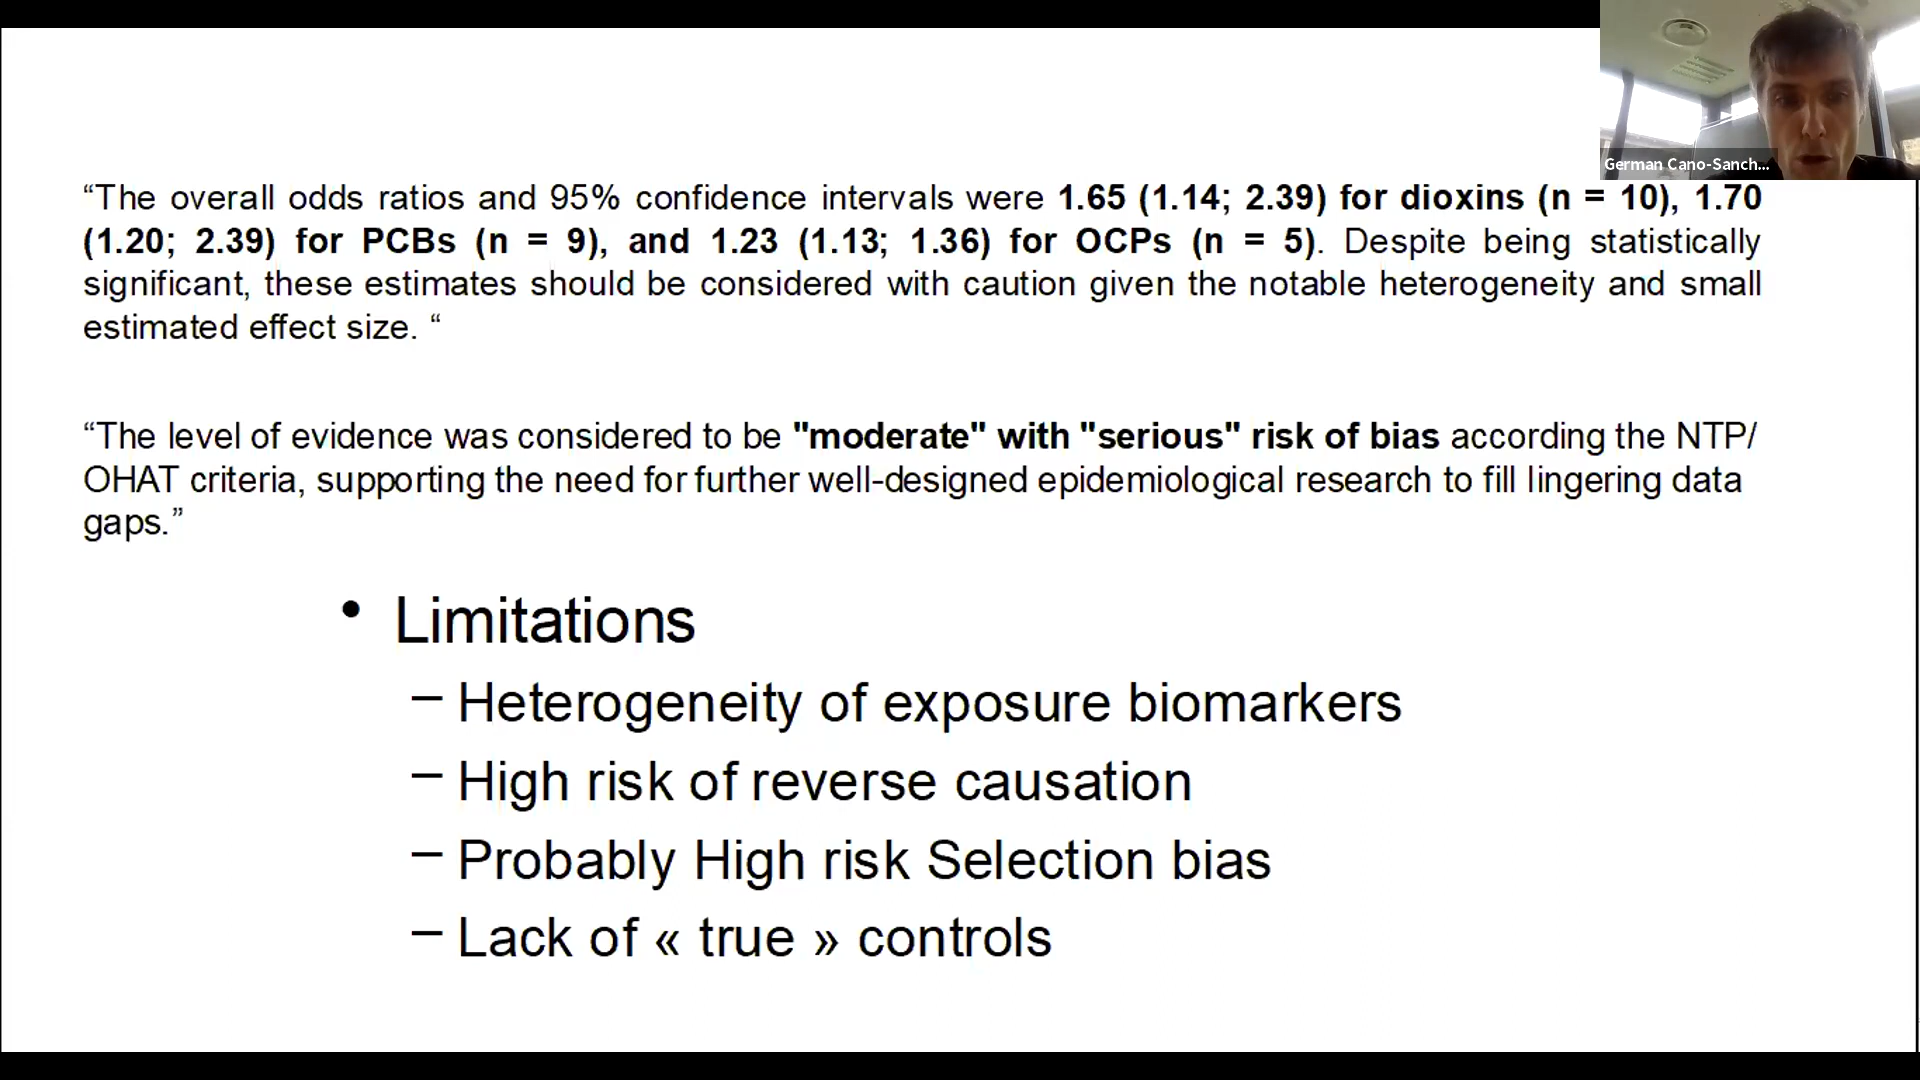 German Cano-Sanch...
“The overall odds ratios and 95% confidence intervals were 1.65 (1.14; 2.39) for dioxins (n = 10), 1.70
(1.20; 2.39) for PCBs (n = 9), and 1.23 (1.13; 1.36) for OCPs (n = 5). Despite being statistically
significant, these estimates should be considered with caution given the notable heterogeneity and small
estimated effect size. “
“The level of evidence was considered to be "moderate" with "serious" risk of bias according the NTP/
OHAT criteria, supporting the need for further well-designed epidemiological research to fill lingering data
gaps.”
• Limitations
– Heterogeneity of exposure biomarkers
– High risk of reverse causation
– Probably High risk Selection bias
– Lack of « true » controls